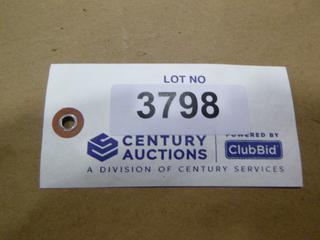 LOT NO
3798
CENTURY
AUCTIONS
POWERED BY
ClubBid
A DIVISION OF CENTURY SERVICES